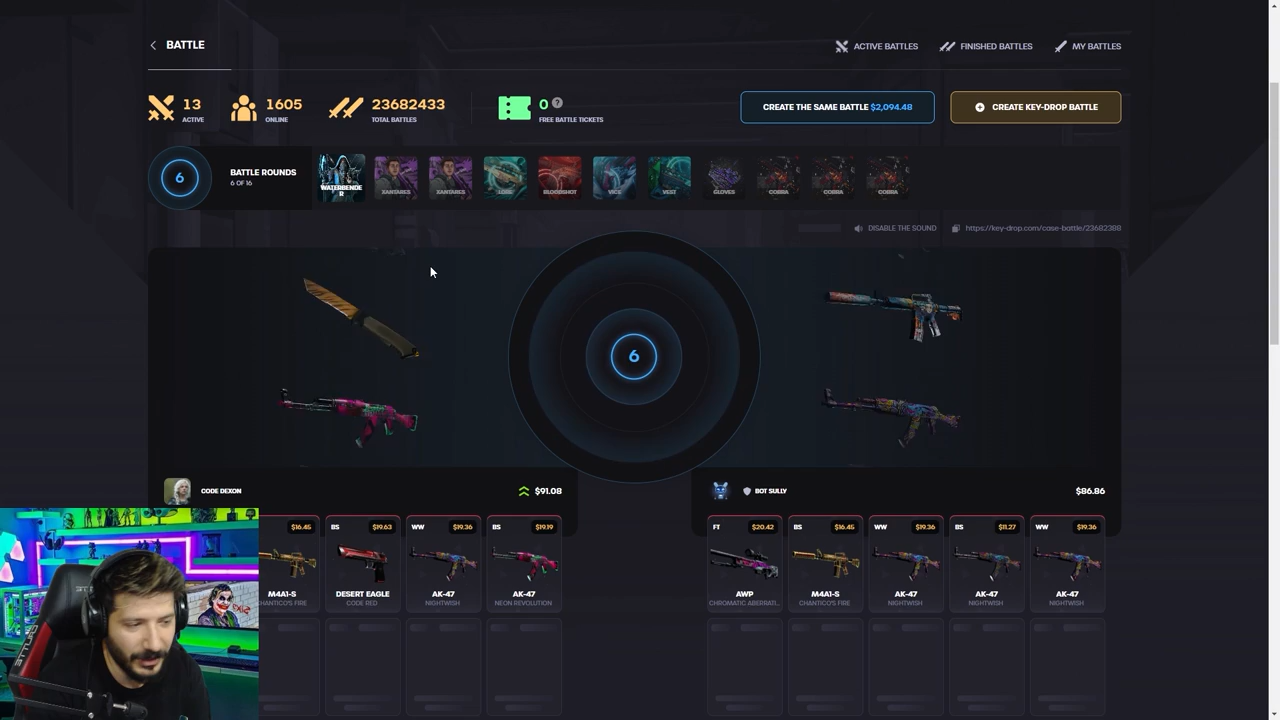 BATTLE
ACTIVE BATTLES
FINISHED BATTLES
MY BATTLES
13
ACTIVE
1605
ONLINE
23682433
TOTAL BATTLES
0 ?
FREE BATTLE TICKETS
CREATE THE SAME BATTLE $2,094.48
CREATE KEY-DROP BATTLE
6
BATTLE ROUNDS
6 OF 16
WATERBENDE
R
XANTARES
XANTARES
BLOODSHOT
VICE
VEST
GLOVES
COBRA
COBRA
COBRA
DISABLE THE SOUND
https://key-drop.com/case-battle/23682388
6
CODE DEXON
$91.08
BOT SULLY
$86.86
$16.45
BS $19.63
WW $19.36
BS $19.19
FT $20.42
BS $16.45
WW $19.36
BS $11.27
WW $19.36
M4A1-S
DESERT EAGLE
AK-47
AK-47
AWP
M4A1-S
AK-47
AK-47
AK-47
CHANTICO'S FIRE
CODE RED
NIGHTWISH
NEON REVOLUTION
CHROMATIC ABERRATI...
CHANTICO'S FIRE
NIGHTWISH
NIGHTWISH
NIGHTWISH